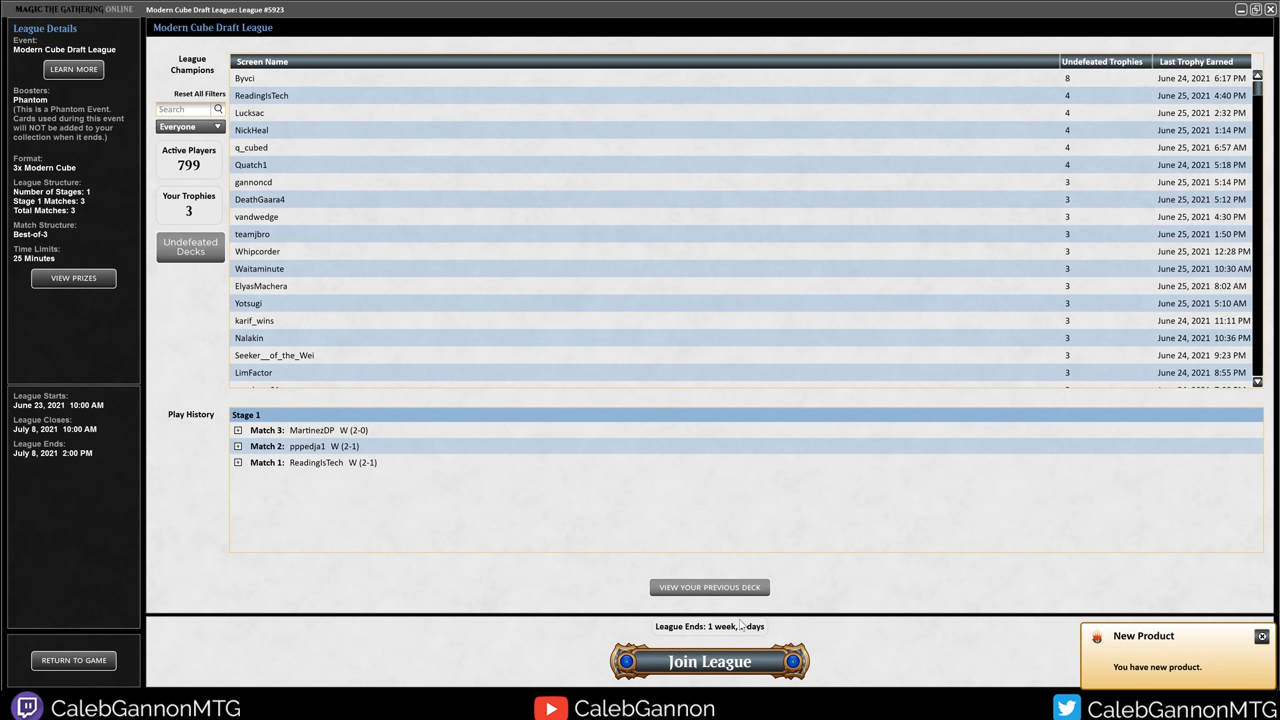 MAGIC THE GATHERING ONLINE
Modern Cube Draft League: League #5923
League Details
Event:
Modern Cube Draft League
LEARN MORE
Boosters:
Phantom
(This is a Phantom Event.
Cards used during this event
will NOT be added to your
collection when it ends.)
Format:
3x Modern Cube
League Structure:
Number of Stages: 1
Stage 1 Matches: 3
Total Matches: 3
Match Structure:
Best-of-3
Time Limits:
25 Minutes
VIEW PRIZES
League Starts:
June 23, 2021 10:00 AM
League Closes:
July 8, 2021 10:00 AM
League Ends:
July 8, 2021 2:00 PM
RETURN TO GAME
Modern Cube Draft League
League
Champions
Reset All Filters
Search
Everyone
Active Players
799
Your Trophies
3
Undefeated
Decks
Screen Name Undefeated Trophies Last Trophy Earned
Byvci 8 June 24, 2021 6:17 PM
ReadingIsTech 4 June 25, 2021 4:40 PM
Lucksac 4 June 24, 2021 2:32 PM
NickHeal 4 June 25, 2021 1:14 PM
q_cubed 4 June 25, 2021 6:57 AM
Quatch1 4 June 24, 2021 5:18 PM
gannoncd 3 June 25, 2021 5:14 PM
DeathGaara4 3 June 25, 2021 5:12 PM
vandwedge 3 June 25, 2021 4:30 PM
teamjbro 3 June 25, 2021 1:50 PM
Whipcorder 3 June 25, 2021 12:28 PM
Waitaminute 3 June 25, 2021 10:30 AM
ElyasMachera 3 June 25, 2021 8:02 AM
Yotsugi 3 June 25, 2021 5:10 AM
karif_wins 3 June 24, 2021 11:11 PM
Nalakin 3 June 24, 2021 10:36 PM
Seeker__of_the_Wei 3 June 24, 2021 9:23 PM
LimFactor 3 June 24, 2021 8:55 PM
Play History
Stage 1
Match 3: MartinezDP W (2-0)
Match 2: pppedja1 W (2-1)
Match 1: ReadingIsTech W (2-1)
VIEW YOUR PREVIOUS DECK
League Ends: 1 week, days
Join League
New Product
You have new product.
CalebGannonMTG
CalebGannon
CalebGannonMTG